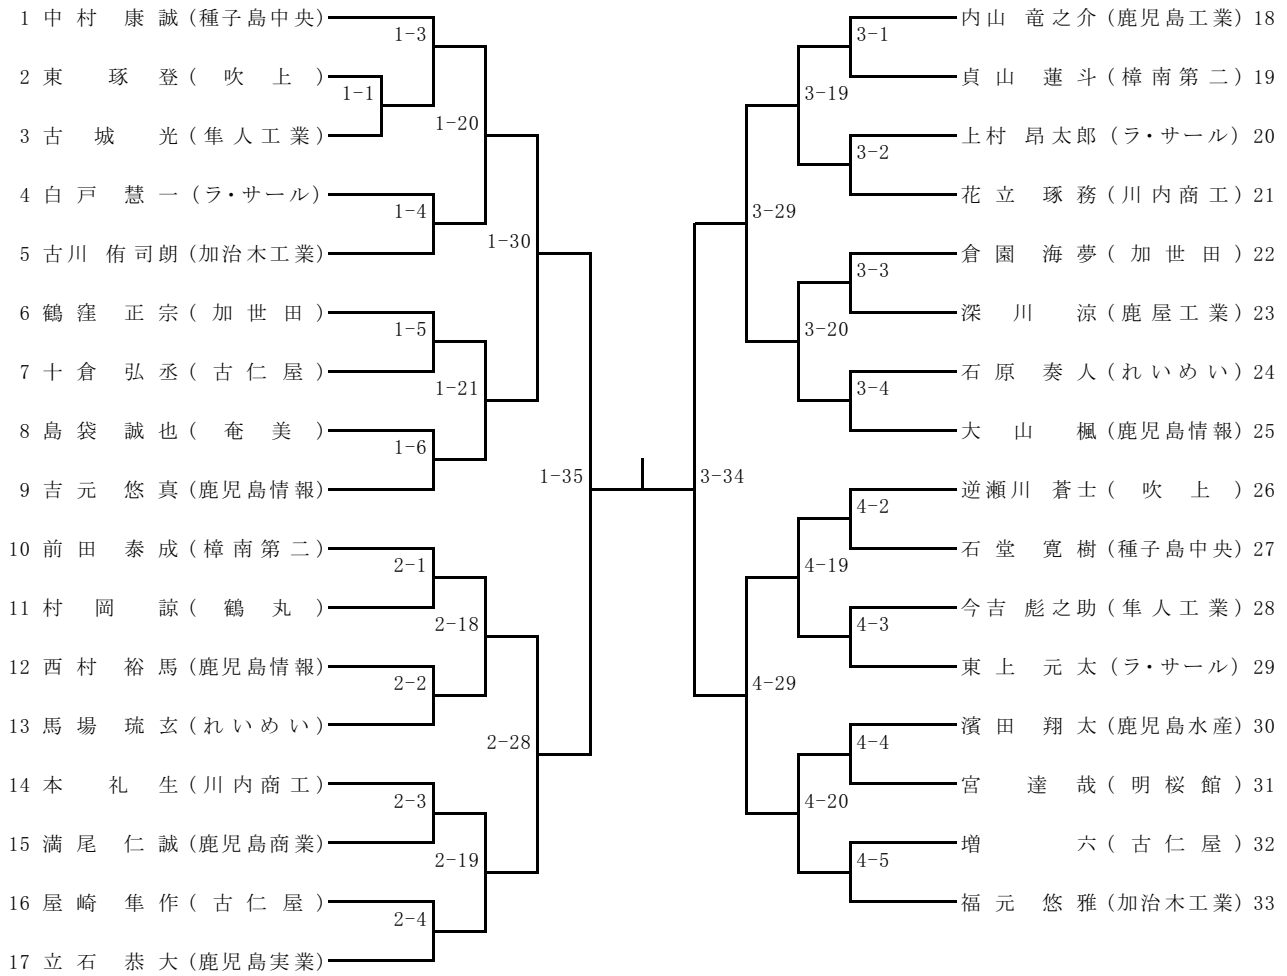 1 中村 康誠 (種子島中央)
1-3
2 東 琢登 (吹上)
1-1
3 古城 光 (隼人工業)
1-20
4 白戸 慧一 (ラ・サール)
1-4
5 古川 侑司朗 (加治木工業)
1-30
6 鶴窪 正宗 (加世田)
1-5
7 十倉 弘丞 (古仁屋)
1-21
8 島袋 誠也 (奄美)
1-6
9 吉元 悠真 (鹿児島情報)
1-35
10 前田 泰成 (樟南第二)
2-1
11 村岡 諒 (鶴丸)
2-18
12 西村 裕馬 (鹿児島情報)
2-2
13 馬場 琉玄 (れいめい)
2-28
14 本 礼生 (川内商工)
2-3
15 満尾 仁誠 (鹿児島商業)
2-19
16 屋崎 隼作 (古仁屋)
2-4
17 立石 恭大 (鹿児島実業)
内山 竜之介 (鹿児島工業) 18
3-1
貞山 蓮斗 (樟南第二) 19
3-19
上村 昂太郎 (ラ・サール) 20
3-2
花立 琢務 (川内商工) 21
3-29
倉園 海夢 (加世田) 22
3-3
深川 涼 (鹿屋工業) 23
3-20
石原 奏人 (れいめい) 24
3-4
大山 楓 (鹿児島情報) 25
3-34
逆瀬川 蒼士 (吹上) 26
4-2
石堂 寛樹 (種子島中央) 27
4-19
今吉 彪之助 (隼人工業) 28
4-3
東上 元太 (ラ・サール) 29
4-29
濱田 翔太 (鹿児島水産) 30
4-4
宮 達哉 (明桜館) 31
4-20
増 六 (古仁屋) 32
4-5
福元 悠雅 (加治木工業) 33